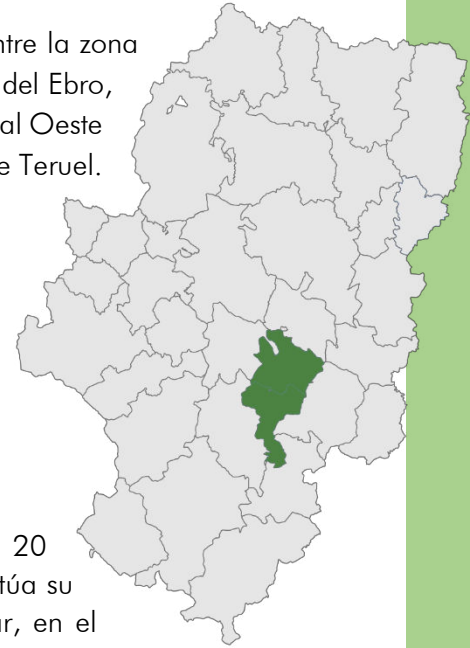 ntre la zona
del Ebro,
al Oeste
e Teruel.
20
túa su
ar, en el